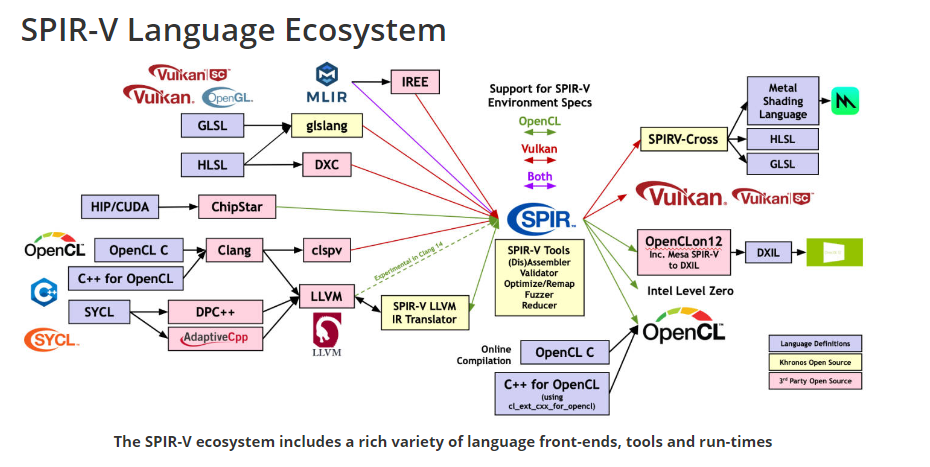 SPIR-V Language Ecosystem
Vulkan SC
Vulkan.
OpenGL.
MLIR
IREE
GLSL
glslang
HLSL
DXC
HIP/CUDA
ChipStar
OpenCL
OpenCL C
Clang
clspv
C++ for OpenCL
Experimental in Clang 14
SYCL
DPC++
LLVM
SPIR-V LLVM
IR Translator
AdaptiveCpp
SYCL
LLVM
Support for SPIR-V
Environment Specs
OpenCL
Vulkan
Both
SPIR
SPIR-V Tools
(Dis)Assembler
Validator
Optimize/Remap
Fuzzer
Reducer
SPIRV-Cross
Metal
Shading
Language
HLSL
GLSL
Vulkan.
Vulkan SC
OpenCLon12
Inc. Mesa SPIR-V
to DXIL
DXIL
Intel Level Zero
OpenCL
Online
Compilation
OpenCL C
C++ for OpenCL
(using
cl_ext_cxx_for_opencl)
Language Definitions
Khronos Open Source
3rd Party Open Source
The SPIR-V ecosystem includes a rich variety of language front-ends, tools and run-times